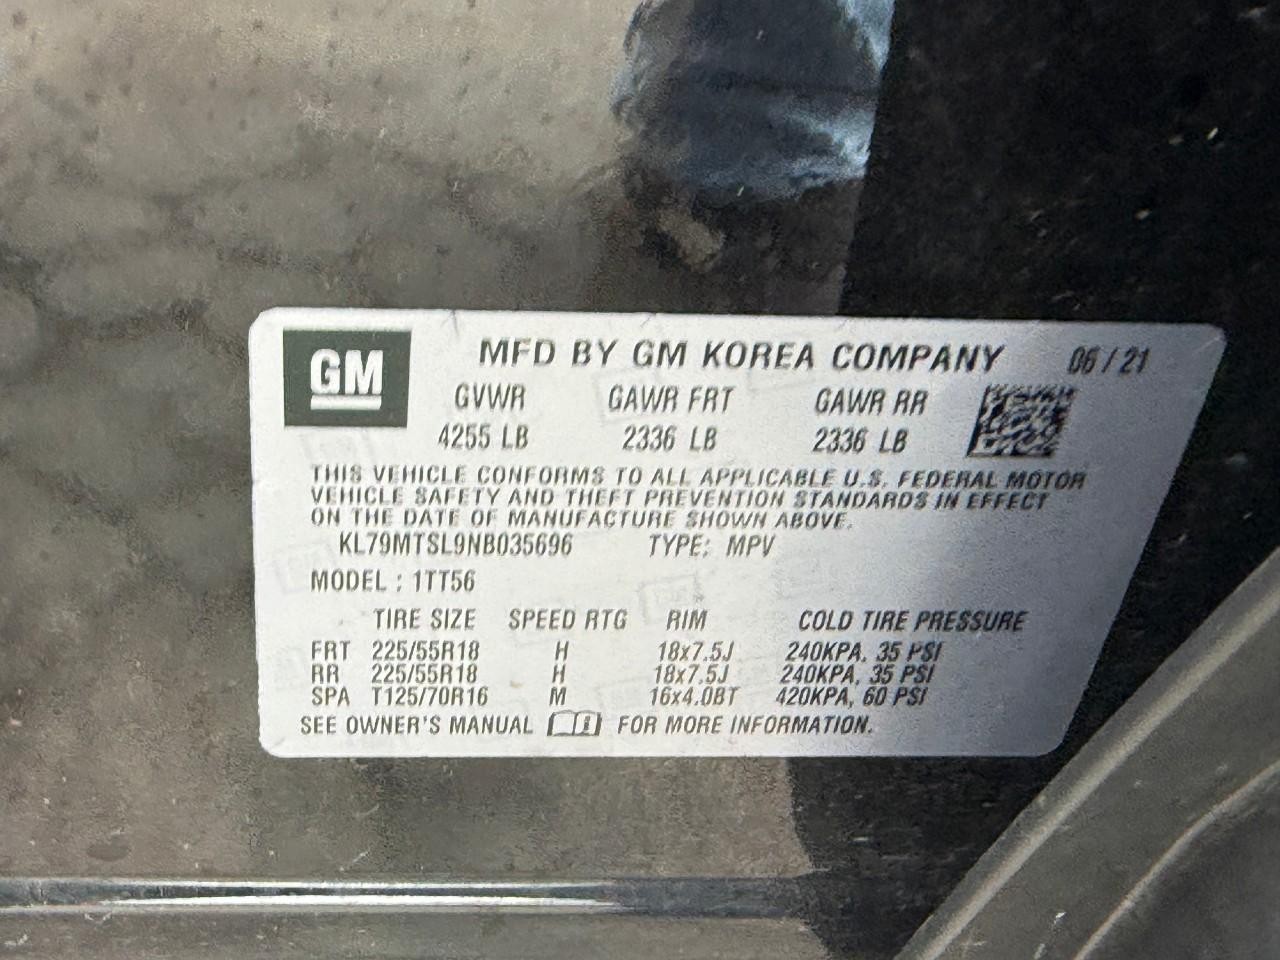 GM
MFD BY GM KOREA COMPANY 06/21
GVWR GAWR FRT GAWR RR
4255 LB 2336 LB 2336 LB
THIS VEHICLE CONFORMS TO ALL APPLICABLE U.S. FEDERAL MOTOR
VEHICLE SAFETY AND THEFT PREVENTION STANDARDS IN EFFECT
ON THE DATE OF MANUFACTURE SHOWN ABOVE.
KL79MTSL9NB035696 TYPE: MPV
MODEL : 1TT56
TIRE SIZE SPEED RTG RIM COLD TIRE PRESSURE
FRT 225/55R18 H 18x7.5J 240KPA, 35 PSI
RR 225/55R18 H 18x7.5J 240KPA, 35 PSI
SPA T125/70R16 M 16x4.0BT 420KPA, 60 PSI
SEE OWNER'S MANUAL FOR MORE INFORMATION.